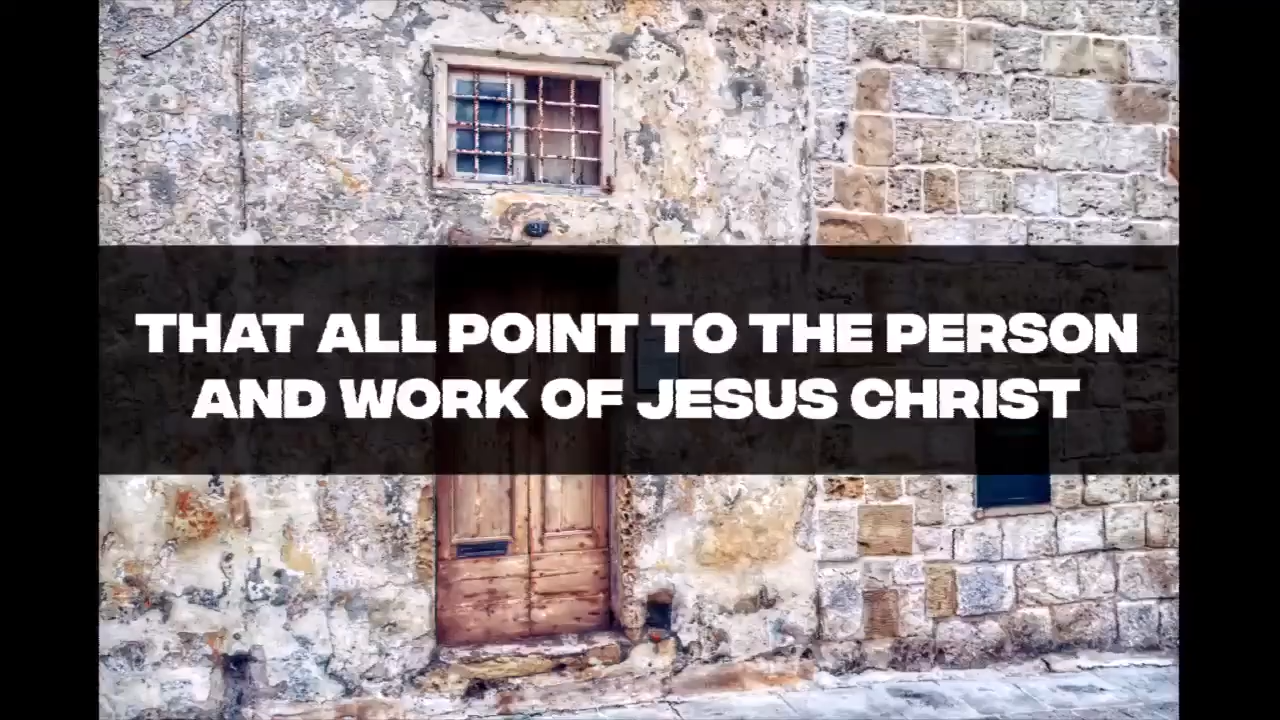 THAT ALL POINT TO THE PERSON
AND WORK OF JESUS CHRIST